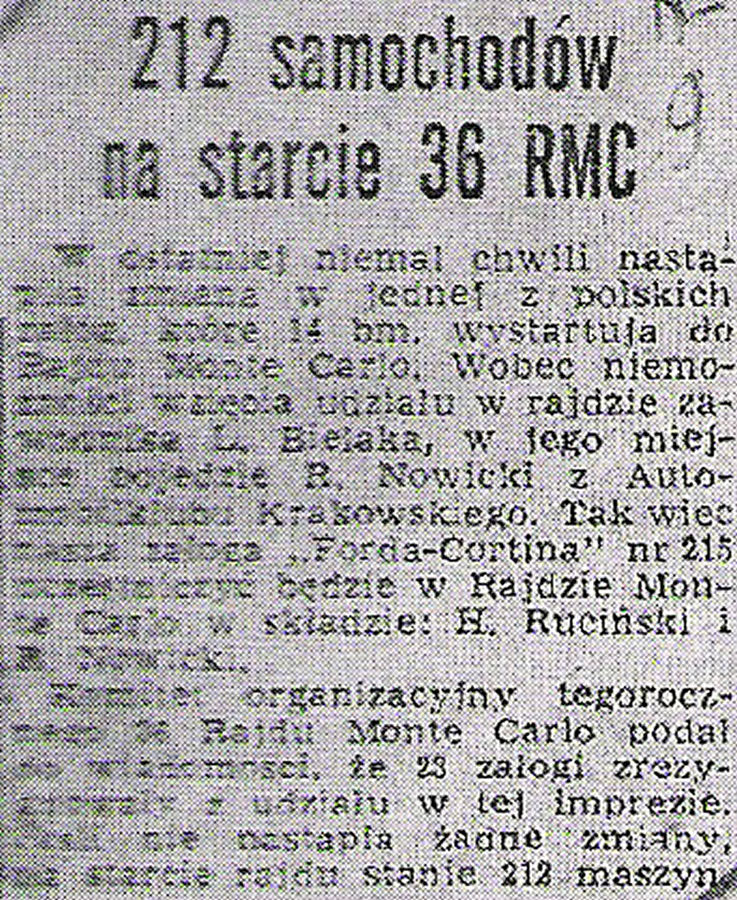 212 samochodów
na starcie 36 RMC
W ostatniej niemal chwili nastą-
piła zmiana w jednej z polskich
załóg, które 14 bm. wystartują do
Rajdu Monte Carlo. Wobec niemo-
żności wzięcia udziału w rajdzie za-
wodnika L. Bielaka, w jego miej-
sce pojedzie R. Nowicki z Auto-
mobilklubu Krakowskiego. Tak więc
nasza załoga „Forda-Cortina" nr 215
uczestniczyć będzie w Rajdzie Mon-
te Carlo w składzie: H. Ruciński i
R. Nowicki.
Komitet organizacyjny tegorocz-
nego 36 Rajdu Monte Carlo podał
do wiadomości, że 23 załogi zrezy-
gnowały z udziału w tej imprezie.
Jeśli nie nastąpią żadne zmiany,
na starcie rajdu stanie 212 maszyn.